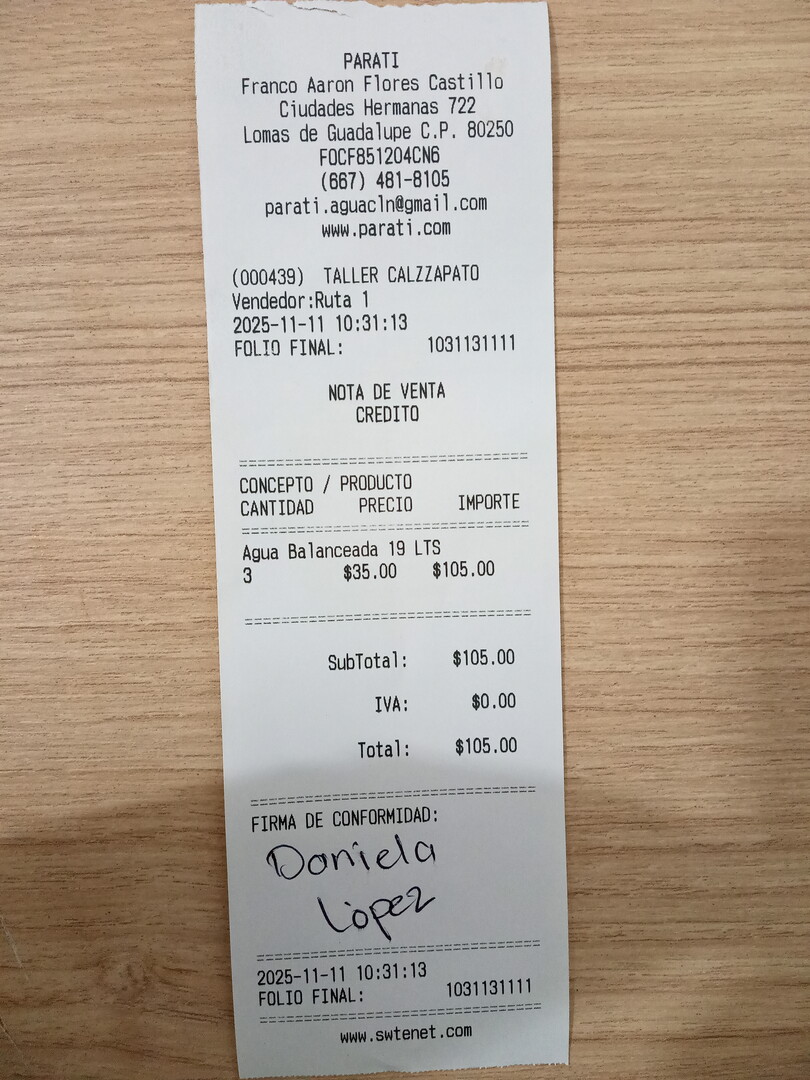 PARATI
Franco Aaron Flores Castillo
Ciudades Hermanas 722
Lomas de Guadalupe C.P. 80250
FOCF851204CN6
(667) 481-8105
parati.aguacln@gmail.com
www.parati.com
(000439) TALLER CALZZAPATO
Vendedor:Ruta 1
2025-11-11 10:31:13
FOLIO FINAL: 1031131111
NOTA DE VENTA
CREDITO
CONCEPTO / PRODUCTO
CANTIDAD PRECIO IMPORTE
Agua Balanceada 19 LTS
3 $35.00 $105.00
SubTotal: $105.00
IVA: $0.00
Total: $105.00
FIRMA DE CONFORMIDAD:
Daniela
López
2025-11-11 10:31:13
FOLIO FINAL: 1031131111
www.swtenet.com